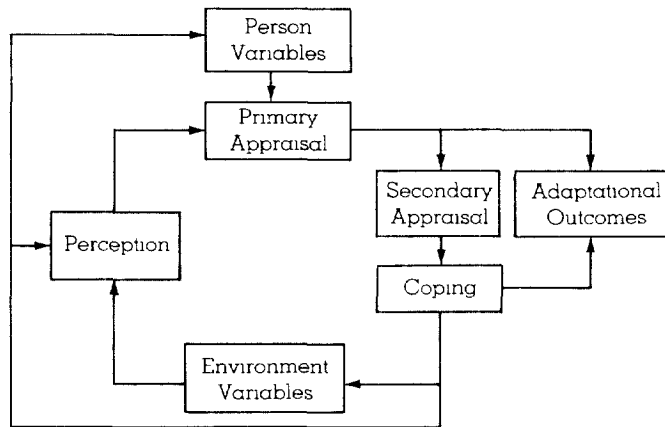 Person
Variables
Primary
Appraisal
Secondary
Appraisal
Adaptational
Outcomes
Perception
Coping
Environment
Variables